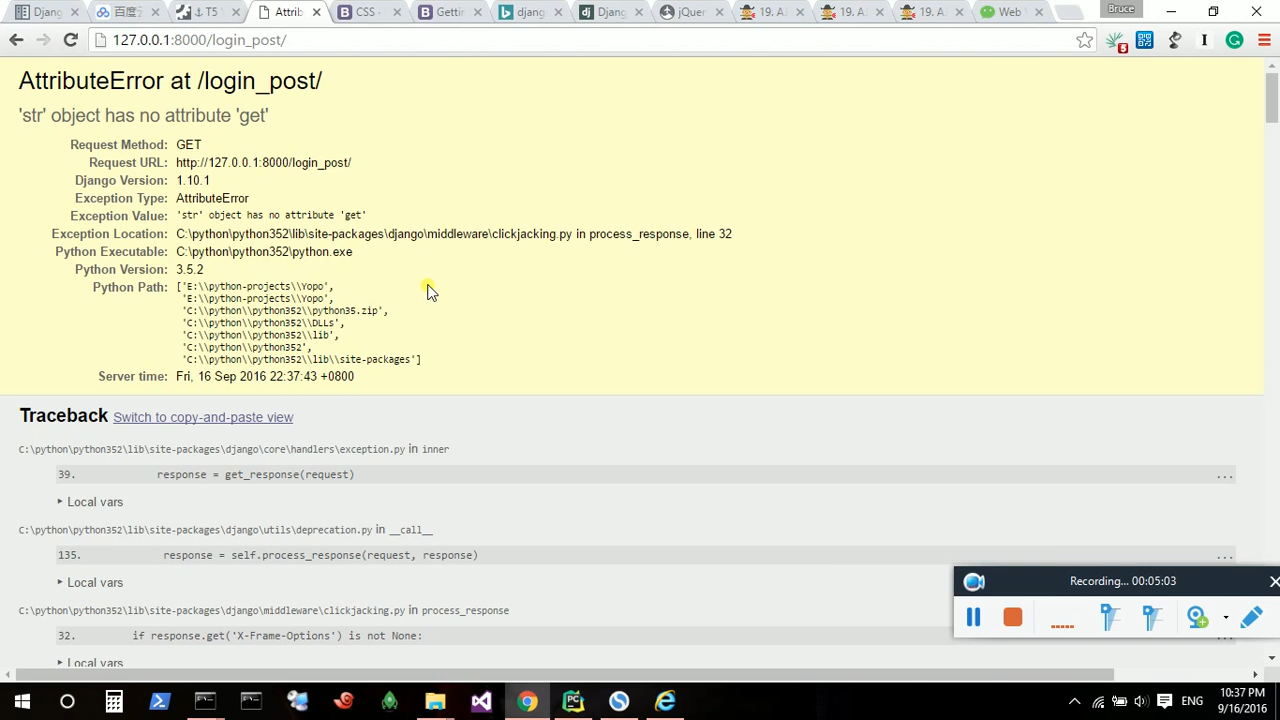 Djang
百度
⚓ T5
Attrib
CSS ‹
Gettir
djang
Djang
jQuer
19. A
19. A
19. A
Web
Bruce
127.0.0.1:8000/login_post/
AttributeError at /login_post/
'str' object has no attribute 'get'
Request Method: GET
Request URL: http://127.0.0.1:8000/login_post/
Django Version: 1.10.1
Exception Type: AttributeError
Exception Value: 'str' object has no attribute 'get'
Exception Location: C:\python\python352\lib\site-packages\django\middleware\clickjacking.py in process_response, line 32
Python Executable: C:\python\python352\python.exe
Python Version: 3.5.2
Python Path: ['E:\\python-projects\\Yopo',
'E:\\python-projects\\Yopo',
'C:\\python\\python352\\python35.zip',
'C:\\python\\python352\\DLLs',
'C:\\python\\python352\\lib',
'C:\\python\\python352',
'C:\\python\\python352\\lib\\site-packages']
Server time: Fri, 16 Sep 2016 22:37:43 +0800
Traceback Switch to copy-and-paste view
C:\python\python352\lib\site-packages\django\core\handlers\exception.py in inner
39. response = get_response(request) ...
▸ Local vars
C:\python\python352\lib\site-packages\django\utils\deprecation.py in __call__
135. response = self.process_response(request, response) ...
▸ Local vars
C:\python\python352\lib\site-packages\django\middleware\clickjacking.py in process_response
32. if response.get('X-Frame-Options') is not None: ...
▸ Local vars
Recording... 00:05:03
ENG
10:37 PM
9/16/2016